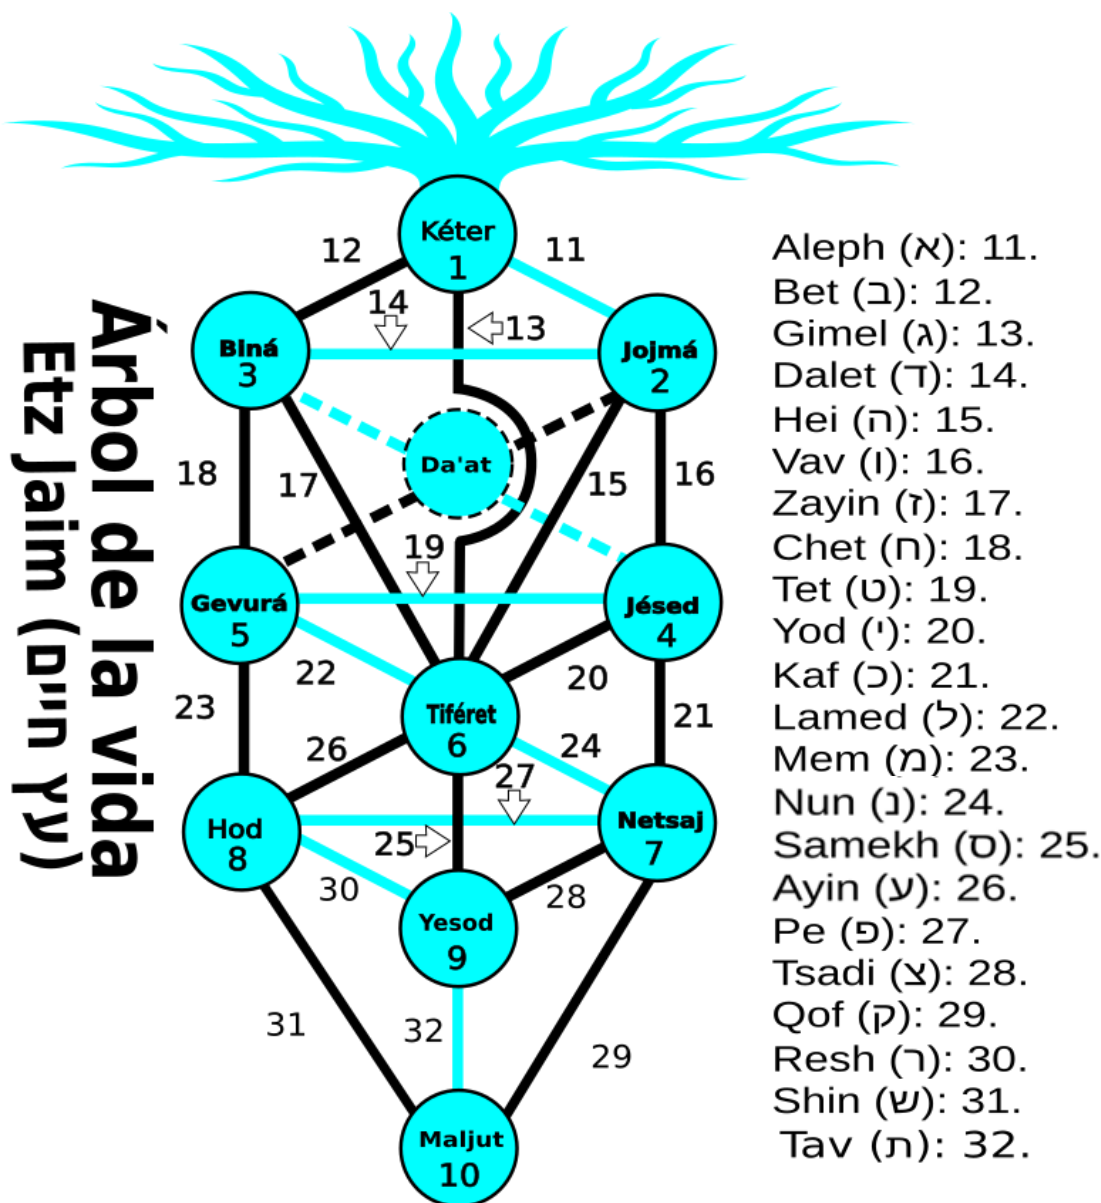 Árbol de la vida
Etz Jaim (עץ חיים)
Kéter
1
12
11
14
13
BIná
3
Jojmá
2
Da'at
18
17
15
16
19
Gevurá
5
Jésed
4
22
20
23
21
Tiféret
6
26
24
27
25
Hod
8
Netsaj
7
30
28
Yesod
9
31
32
29
Maljut
10
Aleph (א): 11.
Bet (ב): 12.
Gimel (ג): 13.
Dalet (ד): 14.
Hei (ה): 15.
Vav (ו): 16.
Zayin (ז): 17.
Chet (ח): 18.
Tet (ט): 19.
Yod (י): 20.
Kaf (כ): 21.
Lamed (ל): 22.
Mem (מ): 23.
Nun (נ): 24.
Samekh (ס): 25.
Ayin (ע): 26.
Pe (פ): 27.
Tsadi (צ): 28.
Qof (ק): 29.
Resh (ר): 30.
Shin (ש): 31.
Tav (ת): 32.